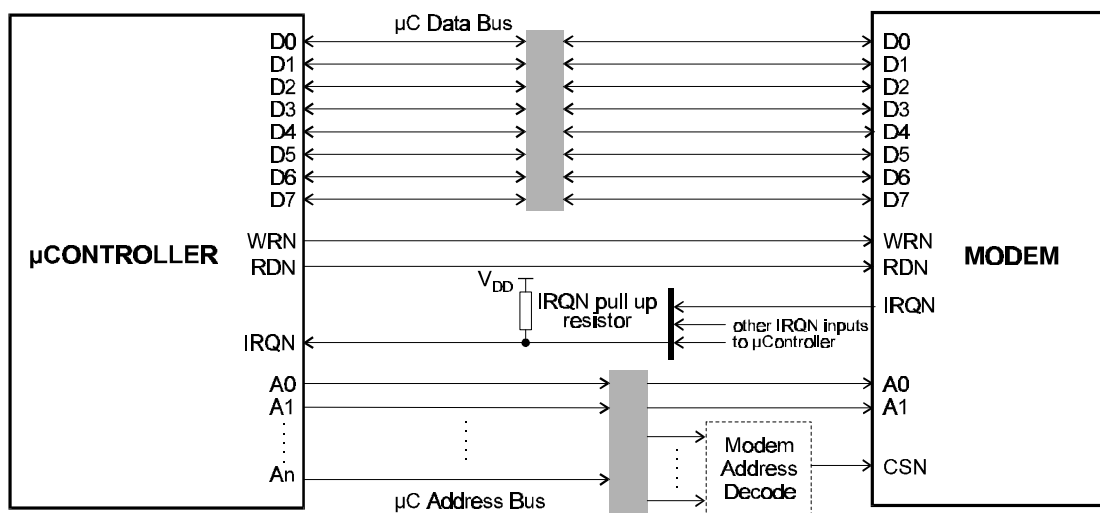 µC Data Bus
D0 D0
D1 D1
D2 D2
D3 D3
D4 D4
D5 D5
D6 D6
D7 D7
µCONTROLLER
MODEM
WRN WRN
RDN RDN
VDD
IRQN pull up
resistor
IRQN
other IRQN inputs
to µController
IRQN
A0 A0
A1 A1
An
µC Address Bus
Modem
Address
Decode
CSN